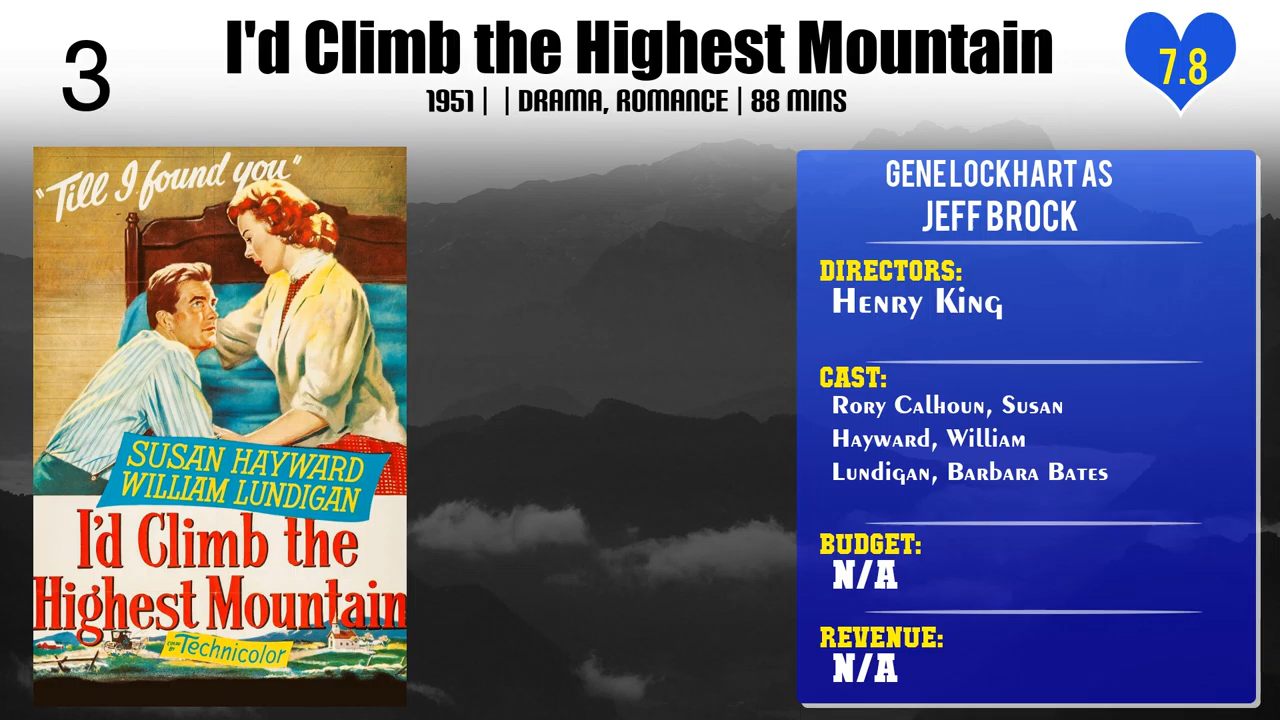 3
I'd Climb the Highest Mountain
1951 | | DRAMA, ROMANCE | 88 MINS
7.8
"Till I found you"
SUSAN HAYWARD
WILLIAM LUNDIGAN
I'd Climb the
Highest Mountain
Technicolor
GENE LOCKHART AS
JEFF BROCK
DIRECTORS:
Henry King
CAST:
Rory Calhoun, Susan
Hayward, William
Lundigan, Barbara Bates
BUDGET:
N/A
REVENUE:
N/A